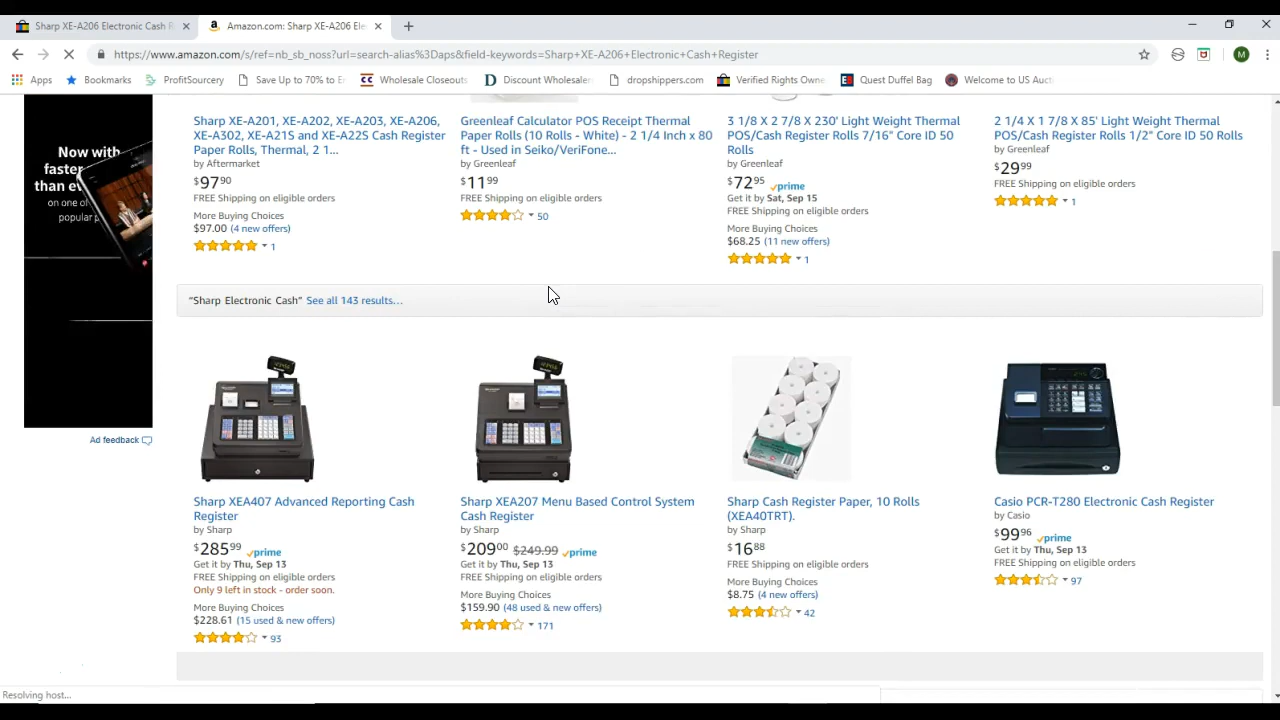 Sharp XE-A206 Electronic Cash R
Amazon.com: Sharp XE-A206 Ele
https://www.amazon.com/s/ref=nb_sb_noss?url=search-alias%3Daps&field-keywords=Sharp+XE-A206+Electronic+Cash+Register
M
Apps Bookmarks ProfitSourcery Save Up to 70% to E Wholesale Closeouts Discount Wholesaler dropshippers.com Verified Rights Owne Quest Duffel Bag Welcome to US Auct
Now with
faster
than ev
on one of
popular p
Ad feedback
Sharp XE-A201, XE-A202, XE-A203, XE-A206,
XE-A302, XE-A21S and XE-A22S Cash Register
Paper Rolls, Thermal, 2 1...
by Aftermarket
$97 90
FREE Shipping on eligible orders
More Buying Choices
$97.00 (4 new offers)
1
Greenleaf Calculator POS Receipt Thermal
Paper Rolls (10 Rolls - White) - 2 1/4 Inch x 80
ft - Used in Seiko/VeriFone...
by Greenleaf
$11 99
FREE Shipping on eligible orders
50
3 1/8 X 2 7/8 X 230' Light Weight Thermal
POS/Cash Register Rolls 7/16" Core ID 50
Rolls
by Greenleaf
$72 95 prime
Get it by Sat, Sep 15
FREE Shipping on eligible orders
More Buying Choices
$68.25 (11 new offers)
1
2 1/4 X 1 7/8 X 85' Light Weight Thermal
POS/Cash Register Rolls 1/2" Core ID 50 Rolls
by Greenleaf
$29 99
FREE Shipping on eligible orders
1
"Sharp Electronic Cash" See all 143 results...
Sharp XEA407 Advanced Reporting Cash
Register
by Sharp
$285 99 prime
Get it by Thu, Sep 13
FREE Shipping on eligible orders
Only 9 left in stock - order soon.
More Buying Choices
$228.61 (15 used & new offers)
93
Sharp XEA207 Menu Based Control System
Cash Register
by Sharp
$209 00 $249.99 prime
Get it by Thu, Sep 13
FREE Shipping on eligible orders
More Buying Choices
$159.90 (48 used & new offers)
171
Sharp Cash Register Paper, 10 Rolls
(XEA40TRT).
by Sharp
$16 88
FREE Shipping on eligible orders
More Buying Choices
$8.75 (4 new offers)
42
Casio PCR-T280 Electronic Cash Register
by Casio
$99 96 prime
Get it by Thu, Sep 13
FREE Shipping on eligible orders
97
Resolving host...